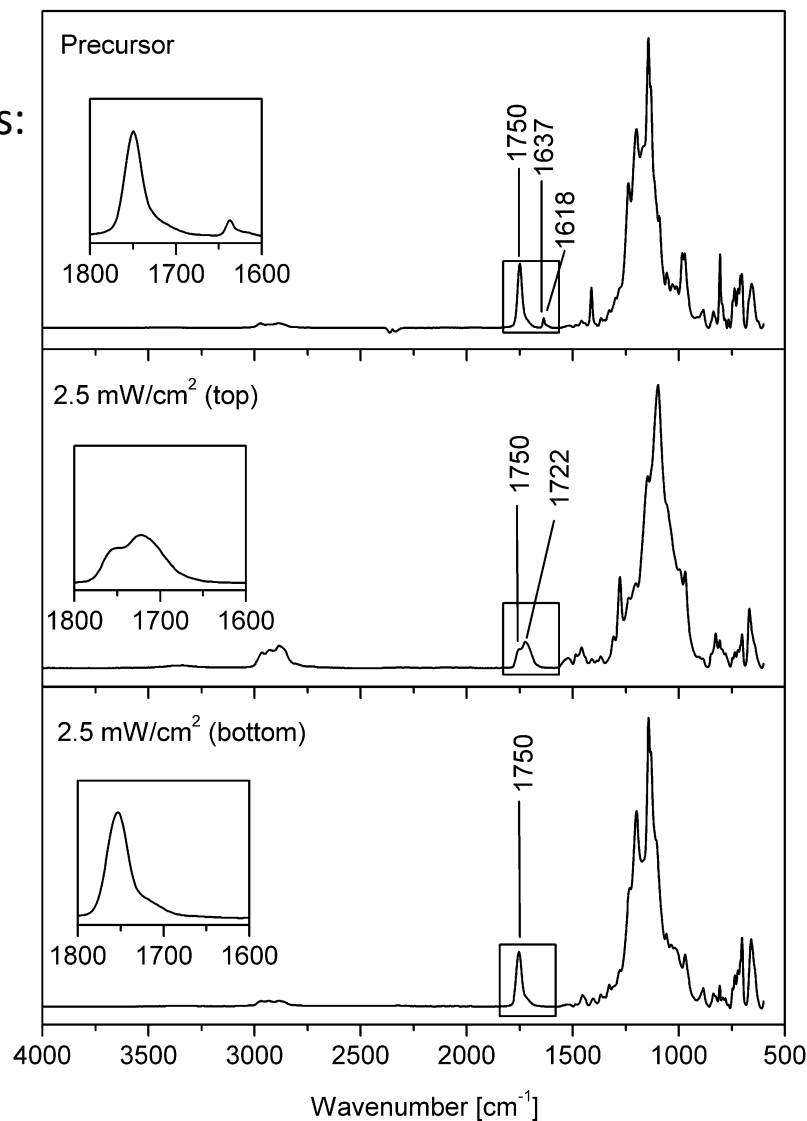 s:
Precursor
1750
1637
1618
1800 1700 1600
2.5 mW/cm² (top)
1750
1722
1800 1700 1600
2.5 mW/cm² (bottom)
1750
1800 1700 1600
4000 3500 3000 2500 2000 1500 1000 500
Wavenumber [cm⁻¹]